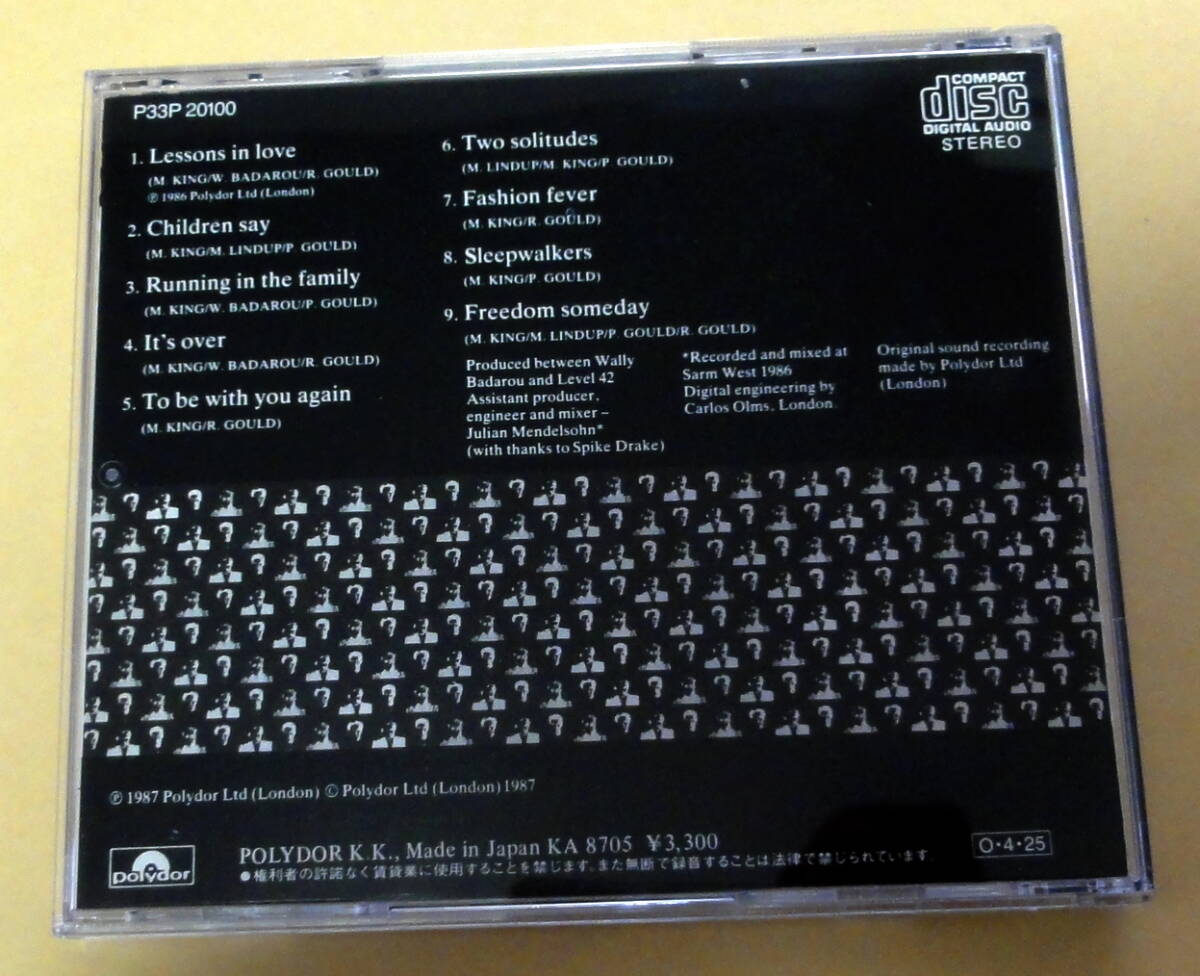 P33P 20100
COMPACT
disc
DIGITAL AUDIO
STEREO
1. Lessons in love
(M. KING/W. BADAROU/R. GOULD)
℗ 1986 Polydor Ltd (London)
2. Children say
(M. KING/M. LINDUP/P. GOULD)
3. Running in the family
(M. KING/W. BADAROU/P. GOULD)
4. It's over
(M. KING/W. BADAROU/R. GOULD)
5. To be with you again
(M. KING/R. GOULD)
6. Two solitudes
(M. LINDUP/M. KING/P. GOULD)
7. Fashion fever
(M. KING/R. GOULD)
8. Sleepwalkers
(M. KING/P. GOULD)
9. Freedom someday
(M. KING/M. LINDUP/P. GOULD/R. GOULD)
Produced between Wally
Badarou and Level 42
Assistant producer,
engineer and mixer –
Julian Mendelsohn*
(with thanks to Spike Drake)
*Recorded and mixed at
Sarm West 1986
Digital engineering by
Carlos Olms, London.
Original sound recording
made by Polydor Ltd
(London)
℗ 1987 Polydor Ltd (London) © Polydor Ltd (London) 1987
polydor
POLYDOR K.K., Made in Japan KA 8705 ¥3,300
●権利者の許諾なく賃貸業に使用することを禁じます。また無断で録音することは法律で禁じられています。
O・4・25